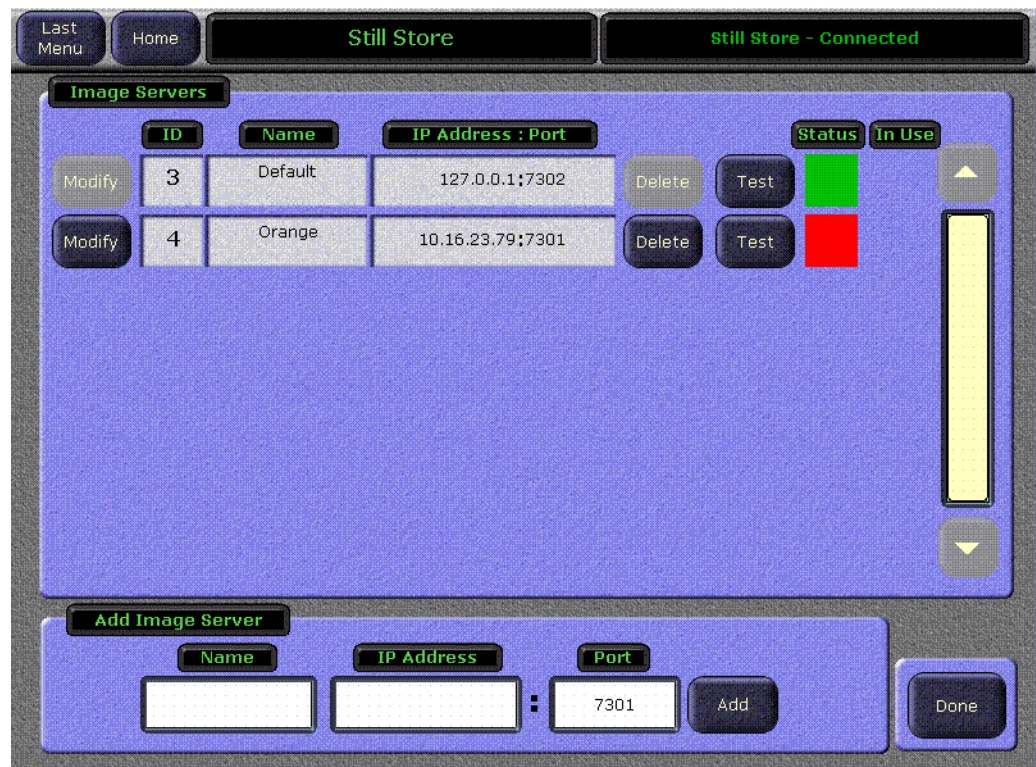 Last Menu
Home
Still Store
Still Store - Connected
Image Servers
ID
Name
IP Address : Port
Status
In Use
Modify
3
Default
127.0.0.1:7302
Delete
Test
Modify
4
Orange
10.16.23.79:7301
Delete
Test
Add Image Server
Name
IP Address
Port
:
7301
Add
Done